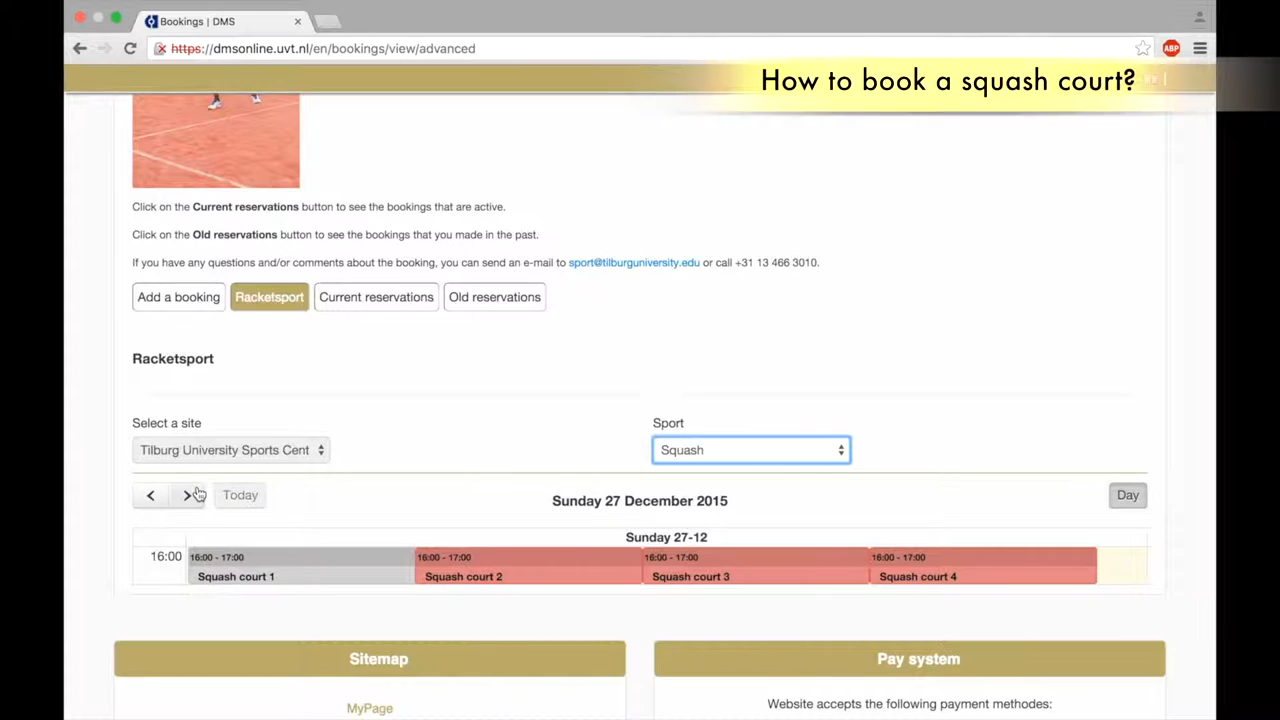 Bookings | DMS
https://dmsonline.uvt.nl/en/bookings/view/advanced
ABP
How to book a squash court?
Click on the Current reservations button to see the bookings that are active.
Click on the Old reservations button to see the bookings that you made in the past.
If you have any questions and/or comments about the booking, you can send an e-mail to sport@tilburguniversity.edu or call +31 13 466 3010.
Add a booking Racketsport Current reservations Old reservations
Racketsport
Select a site Sport
Tilburg University Sports Cent Squash
Today Sunday 27 December 2015 Day
Sunday 27-12
16:00 16:00 - 17:00 16:00 - 17:00 16:00 - 17:00 16:00 - 17:00
Squash court 1 Squash court 2 Squash court 3 Squash court 4
Sitemap Pay system
MyPage Website accepts the following payment methodes: